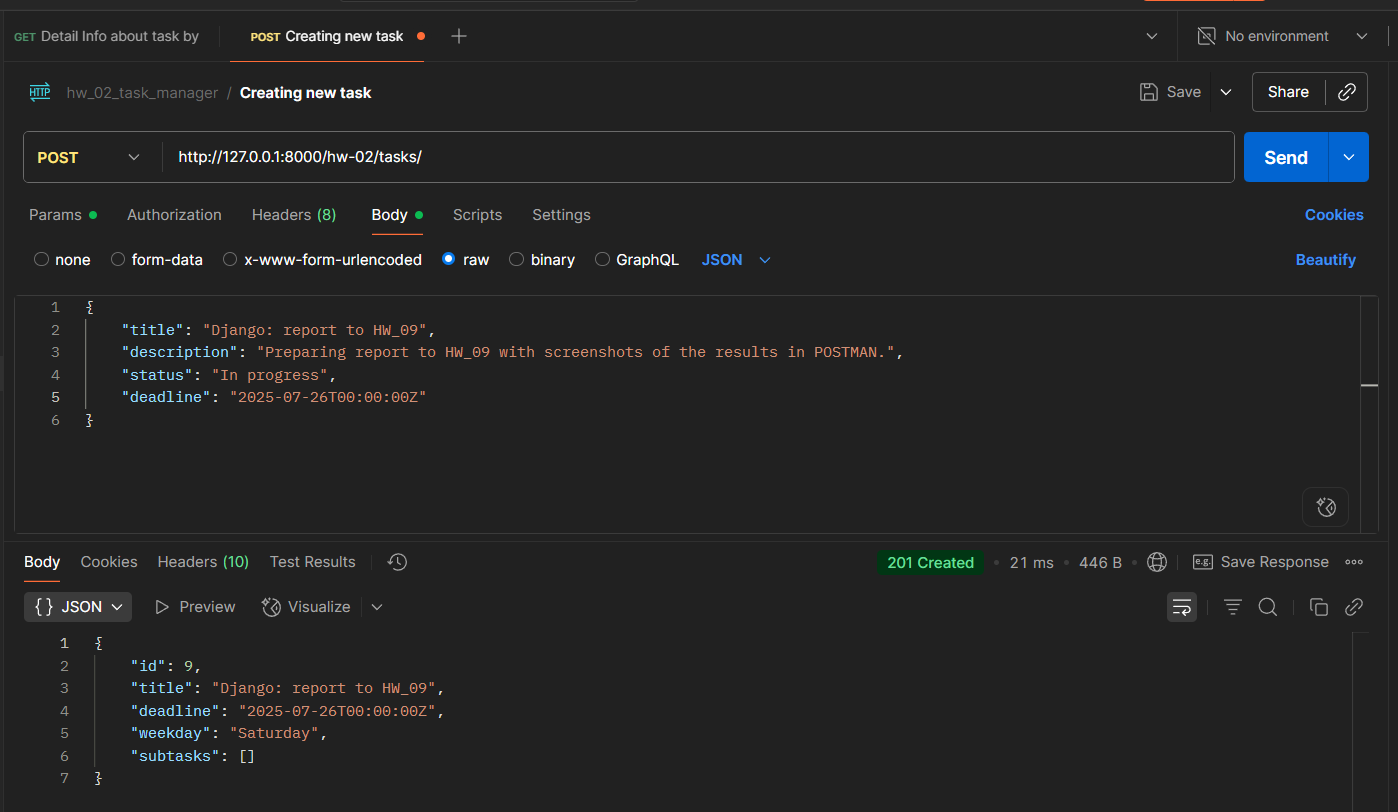 GET Detail Info about task by POST Creating new task No environment
HTTP hw_02_task_manager / Creating new task Save Share
POST http://127.0.0.1:8000/hw-02/tasks/ Send
Params Authorization Headers (8) Body Scripts Settings Cookies
none form-data x-www-form-urlencoded raw binary GraphQL JSON Beautify
1 {
2 "title": "Django: report to HW_09",
3 "description": "Preparing report to HW_09 with screenshots of the results in POSTMAN.",
4 "status": "In progress",
5 "deadline": "2025-07-26T00:00:00Z"
6 }
Body Cookies Headers (10) Test Results 201 Created • 21 ms • 446 B • e.g. Save Response
{} JSON Preview Visualize
1 {
2 "id": 9,
3 "title": "Django: report to HW_09",
4 "deadline": "2025-07-26T00:00:00Z",
5 "weekday": "Saturday",
6 "subtasks": []
7 }